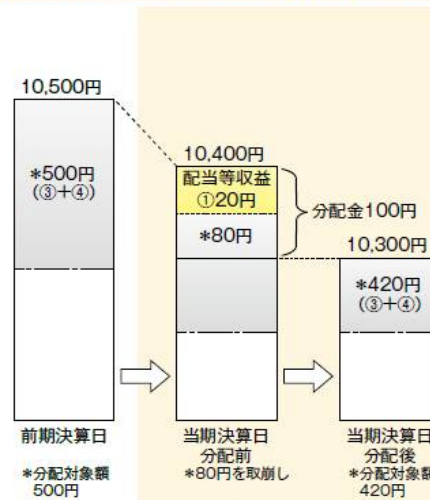 10,500円
*500円
(③+④)
10,400円
配当等収益
①20円
*80円
分配金100円
10,300円
*420円
(③+④)
前期決算日
*分配対象額
500円
当期決算日
分配前
*80円を取崩し
当期決算日
分配後
*分配対象額
420円